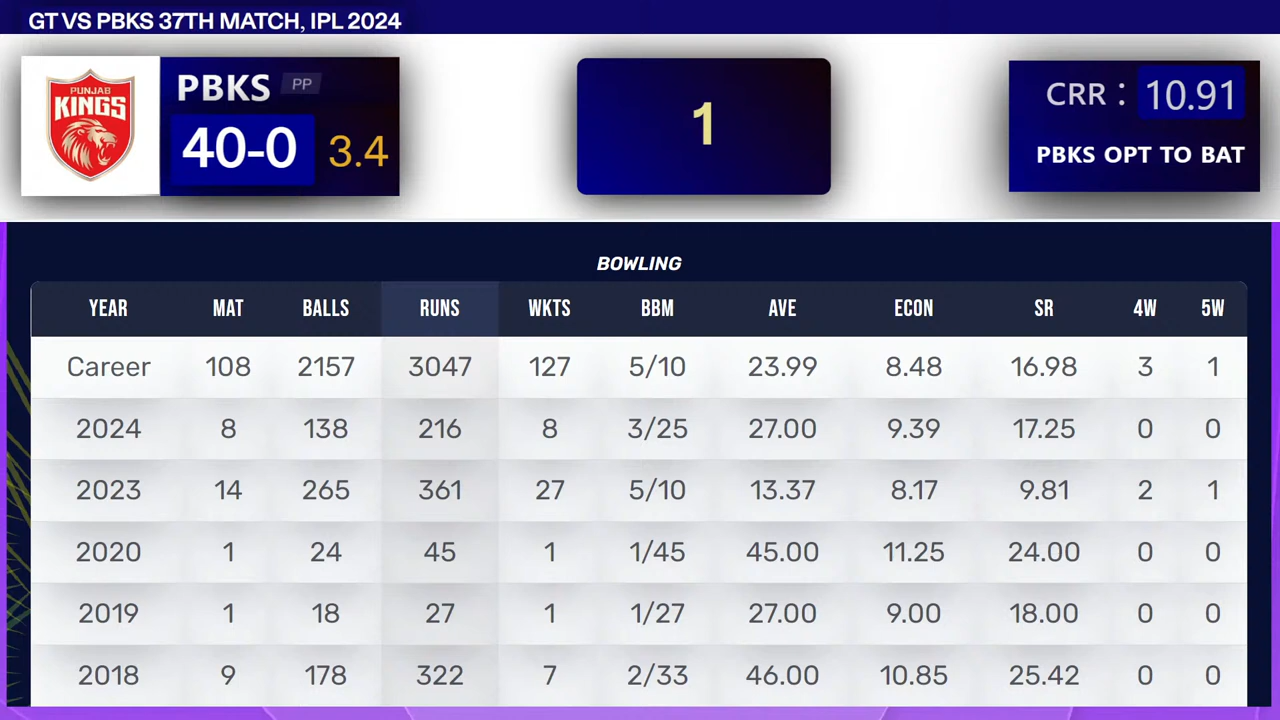 GT VS PBKS 37TH MATCH, IPL 2024
PUNJAB
KINGS
PBKS PP
40-0 3.4
1
CRR : 10.91
PBKS OPT TO BAT
BOWLING
YEAR MAT BALLS RUNS WKTS BBM AVE ECON SR 4W 5W
Career 108 2157 3047 127 5/10 23.99 8.48 16.98 3 1
2024 8 138 216 8 3/25 27.00 9.39 17.25 0 0
2023 14 265 361 27 5/10 13.37 8.17 9.81 2 1
2020 1 24 45 1 1/45 45.00 11.25 24.00 0 0
2019 1 18 27 1 1/27 27.00 9.00 18.00 0 0
2018 9 178 322 7 2/33 46.00 10.85 25.42 0 0